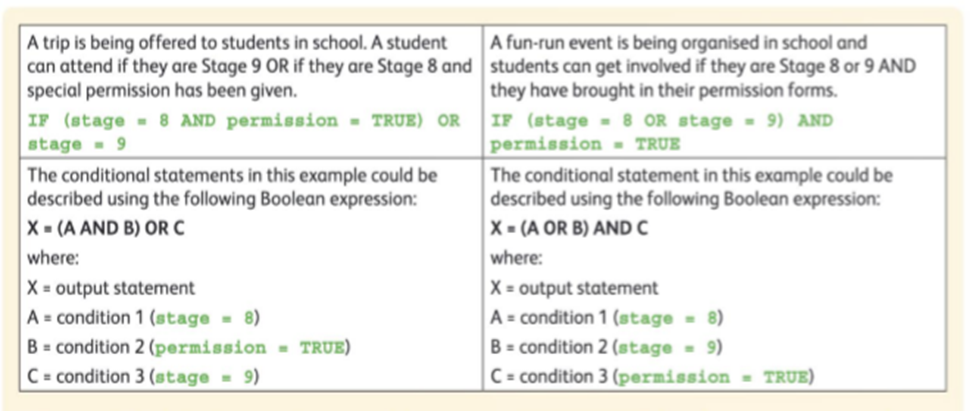 A trip is being offered to students in school. A student
can attend if they are Stage 9 OR if they are Stage 8 and
special permission has been given.
IF (stage = 8 AND permission = TRUE) OR
stage = 9
A fun-run event is being organised in school and
students can get involved if they are Stage 8 or 9 AND
they have brought in their permission forms.
IF (stage = 8 OR stage = 9) AND
permission = TRUE
The conditional statements in this example could be
described using the following Boolean expression:
X = (A AND B) OR C
where:
X = output statement
A = condition 1 (stage = 8)
B = condition 2 (permission = TRUE)
C = condition 3 (stage = 9)
The conditional statement in this example could be
described using the following Boolean expression:
X = (A OR B) AND C
where:
X = output statement
A = condition 1 (stage = 8)
B = condition 2 (stage = 9)
C = condition 3 (permission = TRUE)